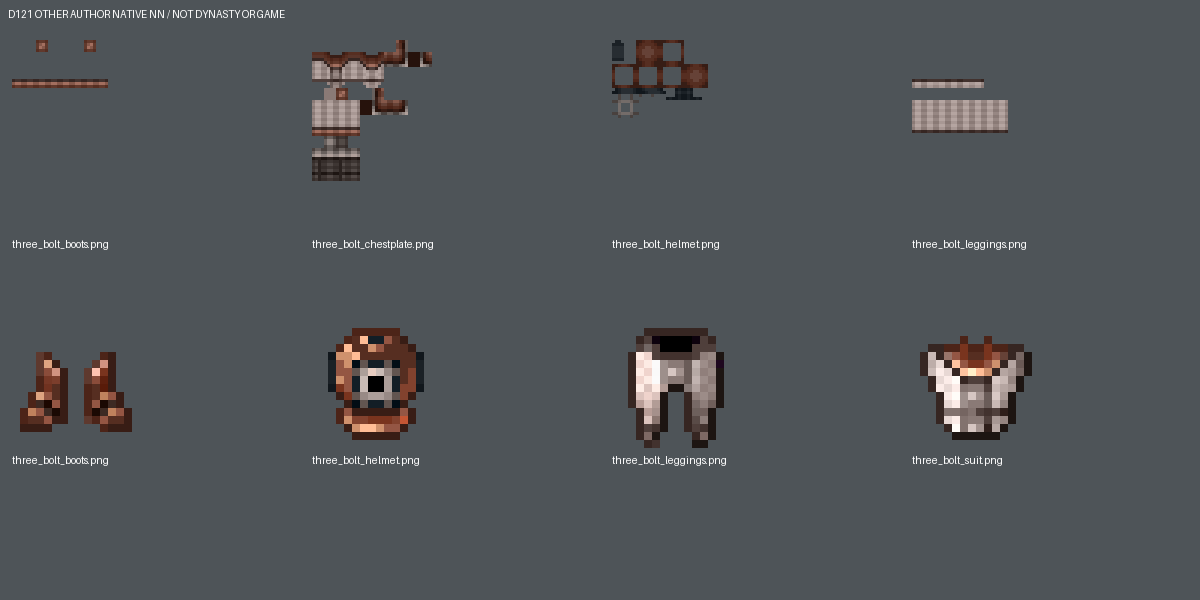 D121 OTHER AUTHOR NATIVE NN / NOT DYNASTY OR GAME
three_bolt_boots.png
three_bolt_chestplate.png
three_bolt_helmet.png
three_bolt_leggings.png
three_bolt_boots.png
three_bolt_helmet.png
three_bolt_leggings.png
three_bolt_suit.png